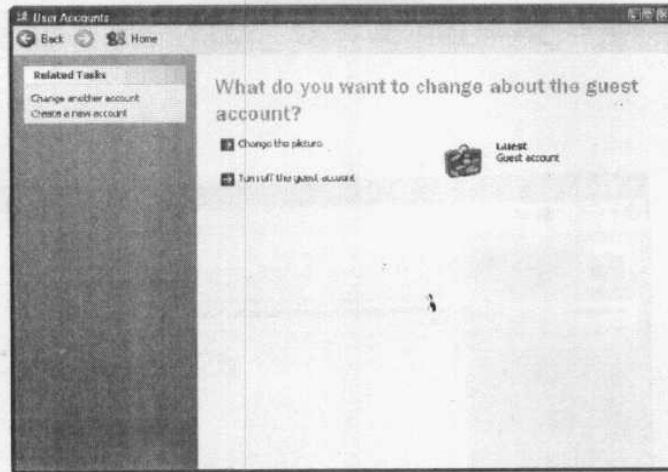 User Accounts
Back Home
Related Tasks
Change another account
Create a new account
What do you want to change about the guest
account?
Change the picture
Turn off the guest account
Guest
Guest account